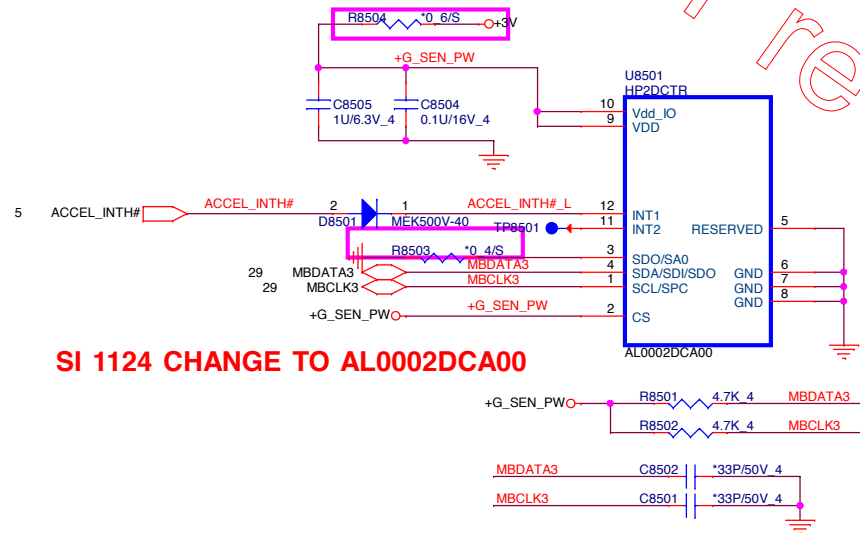 R8504 *0_6/S +3V
+G_SEN_PW
C8505 C8504
1U/6.3V_4 0.1U/16V_4
U8501
HP2DCTR
10 Vdd_IO
9 VDD
5 ACCEL_INTH# ACCEL_INTH# 2 1 ACCEL_INTH#_L 12 INT1
D8501 MEK500V-40
TP8501 11 INT2 RESERVED 5
R8503 *0_4/S 3 SDO/SA0
29 MBDATA3 MBDATA3 4 SDA/SDI/SDO GND 6
29 MBCLK3 MBCLK3 1 SCL/SPC GND 7
GND 8
+G_SEN_PW +G_SEN_PW 2 CS
AL0002DCA00
SI 1124 CHANGE TO AL0002DCA00
+G_SEN_PW R8501 4.7K_4 MBDATA3
R8502 4.7K_4 MBCLK3
MBDATA3 C8502 *33P/50V_4
MBCLK3 C8501 *33P/50V_4
re